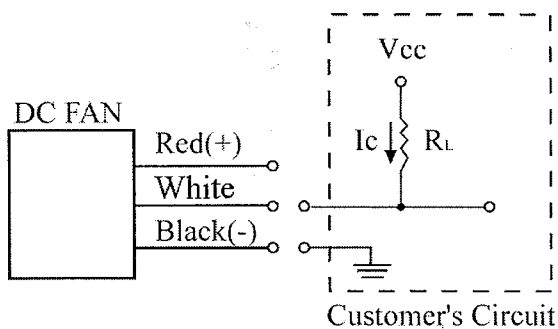 Vcc
DC FAN
Red(+)
Ic RL
White
Black(-)
Customer's Circuit